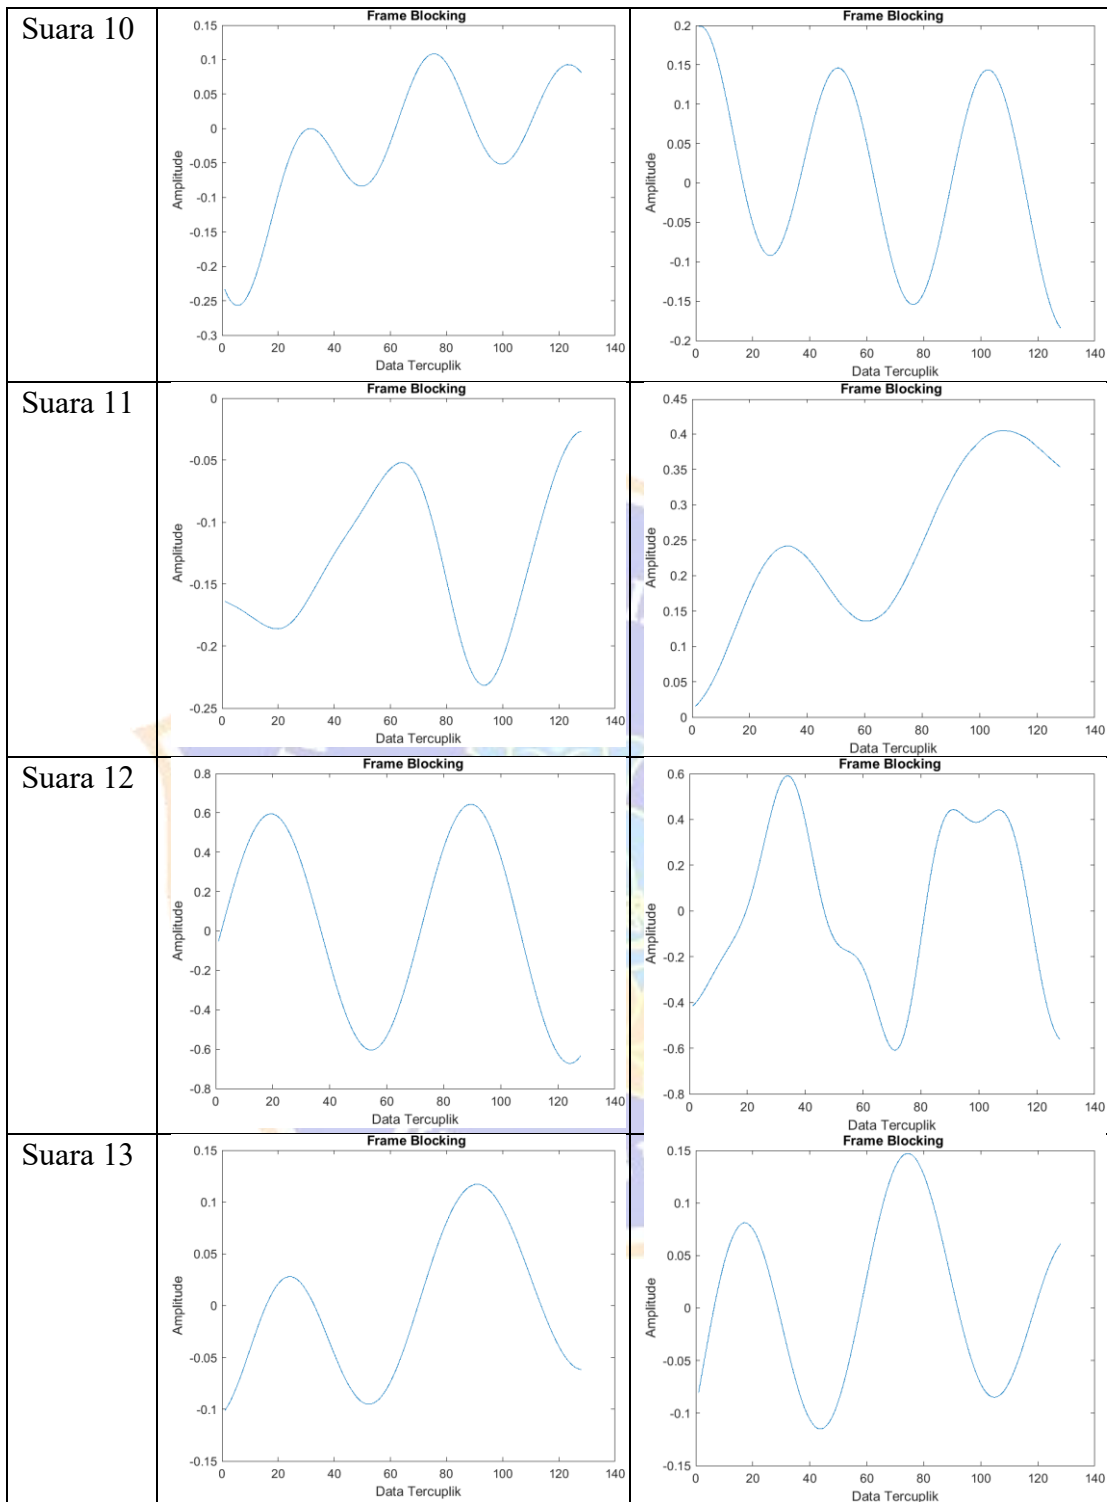 Suara 10
Frame Blocking
0.15
0.1
0.05
0
-0.05
-0.1
-0.15
-0.2
-0.25
-0.3
Amplitude
0 20 40 60 80 100 120 140
Data Tercuplik
Frame Blocking
0.2
0.15
0.1
0.05
0
-0.05
-0.1
-0.15
-0.2
Amplitude
0 20 40 60 80 100 120 140
Data Tercuplik
Suara 11
Frame Blocking
0
-0.05
-0.1
-0.15
-0.2
-0.25
Amplitude
0 20 40 60 80 100 120 140
Data Tercuplik
Frame Blocking
0.45
0.4
0.35
0.3
0.25
0.2
0.15
0.1
0.05
0
Amplitude
0 20 40 60 80 100 120 140
Data Tercuplik
Suara 12
Frame Blocking
0.8
0.6
0.4
0.2
0
-0.2
-0.4
-0.6
-0.8
Amplitude
0 20 40 60 80 100 120 140
Data Tercuplik
Frame Blocking
0.6
0.4
0.2
0
-0.2
-0.4
-0.6
-0.8
Amplitude
0 20 40 60 80 100 120 140
Data Tercuplik
Suara 13
Frame Blocking
0.15
0.1
0.05
0
-0.05
-0.1
-0.15
Amplitude
0 20 40 60 80 100 120 140
Data Tercuplik
Frame Blocking
0.15
0.1
0.05
0
-0.05
-0.1
-0.15
Amplitude
0 20 40 60 80 100 120 140
Data Tercuplik